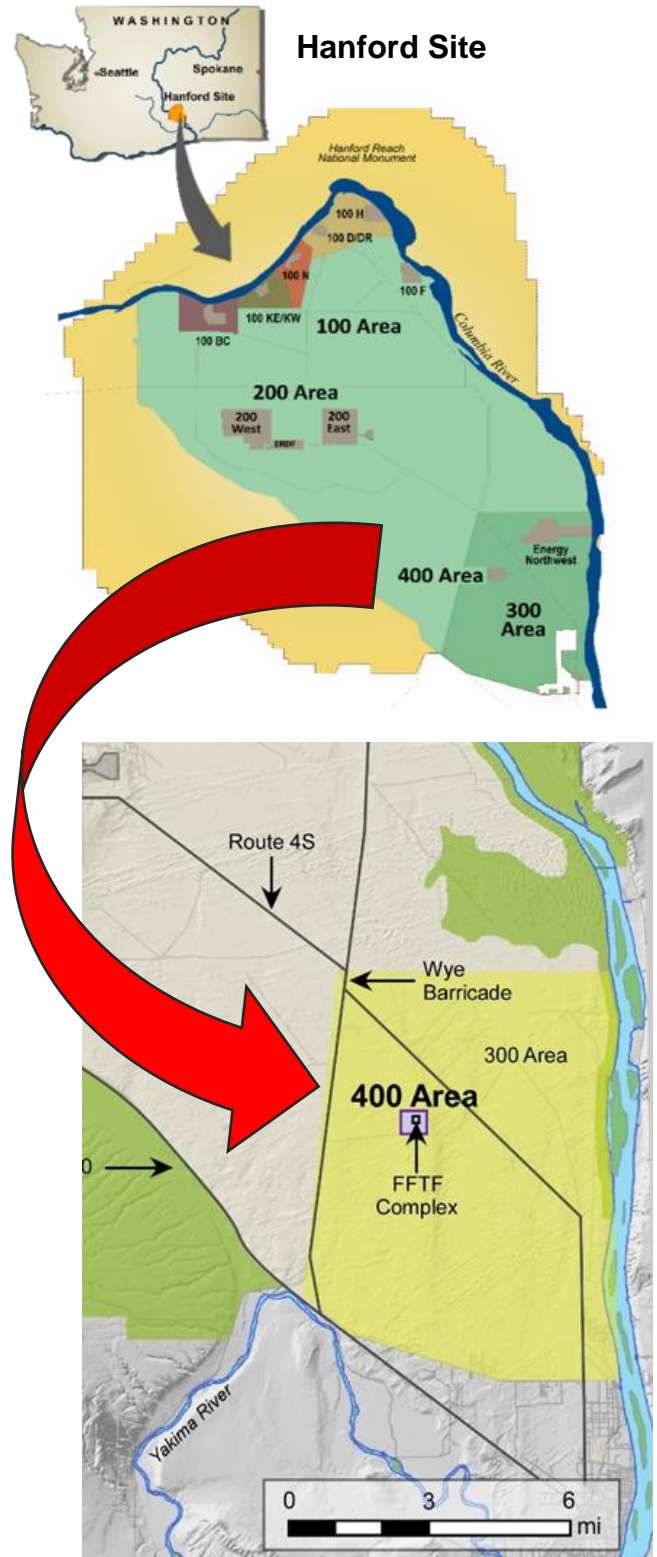 Hanford Site
WASHINGTON
Seattle
Spokane
Hanford Site
Hanford Reach
National Monument
100 H
100 D/DR
100 N
100 F
100 KE/KW
100 BC
100 Area
Columbia River
200 Area
200
West
200
East
ERDF
Energy
Northwest
400 Area
300
Area
Route 4S
Wye
Barricade
300 Area
400 Area
0
FFTF
Complex
Yakima River
0 3 6
mi